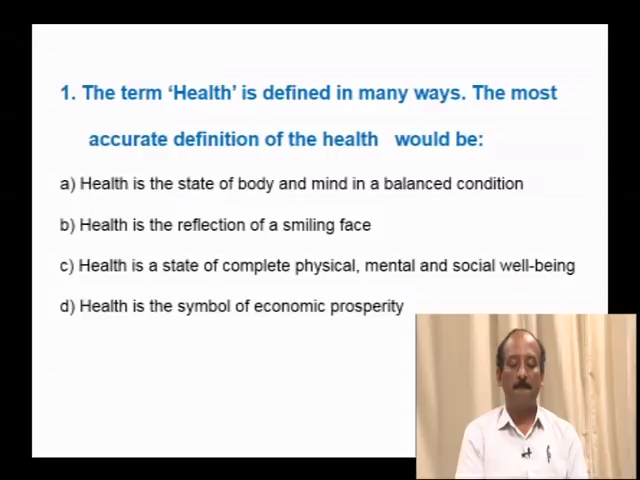 1. The term ‘Health’ is defined in many ways. The most
accurate definition of the health would be:
a) Health is the state of body and mind in a balanced condition
b) Health is the reflection of a smiling face
c) Health is a state of complete physical, mental and social well-being
d) Health is the symbol of economic prosperity